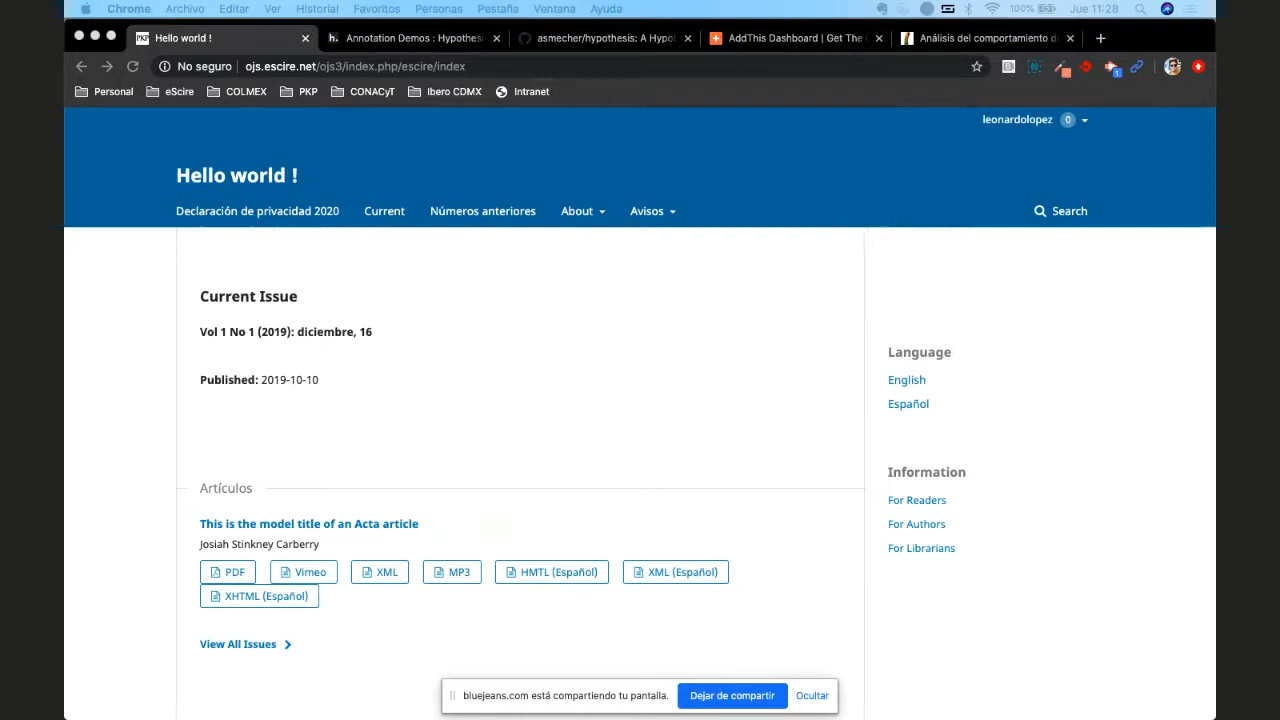 Chrome Archivo Editar Ver Historial Favoritos Personas Pestaña Ventana Ayuda 100% Jue 11:28
PKP Hello world ! h. Annotation Demos : Hypothes asmecher/hypothesis: A Hypot AddThis Dashboard | Get The Análisis del comportamiento d
No seguro ojs.escire.net/ojs3/index.php/escire/index 1
Personal eScire COLMEX PKP CONACyT Ibero CDMX Intranet
leonardolopez 0
Hello world !
Declaración de privacidad 2020 Current Números anteriores About Avisos Search
Current Issue
Vol 1 No 1 (2019): diciembre, 16
Published: 2019-10-10
Language
English
Español
Information
For Readers
For Authors
For Librarians
Artículos
This is the model title of an Acta article
Josiah Stinkney Carberry
PDF Vimeo XML MP3 HMTL (Español) XML (Español)
XHTML (Español)
View All Issues
bluejeans.com está compartiendo tu pantalla. Dejar de compartir Ocultar